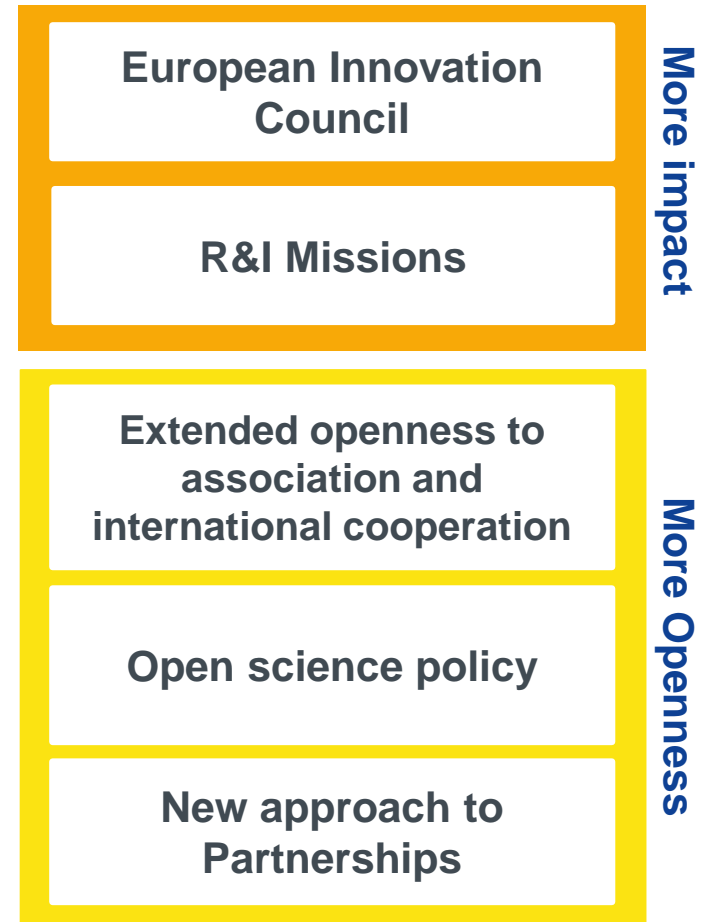 European Innovation
Council
R&I Missions
More impact
Extended openness to
association and
international cooperation
Open science policy
New approach to
Partnerships
More Openness